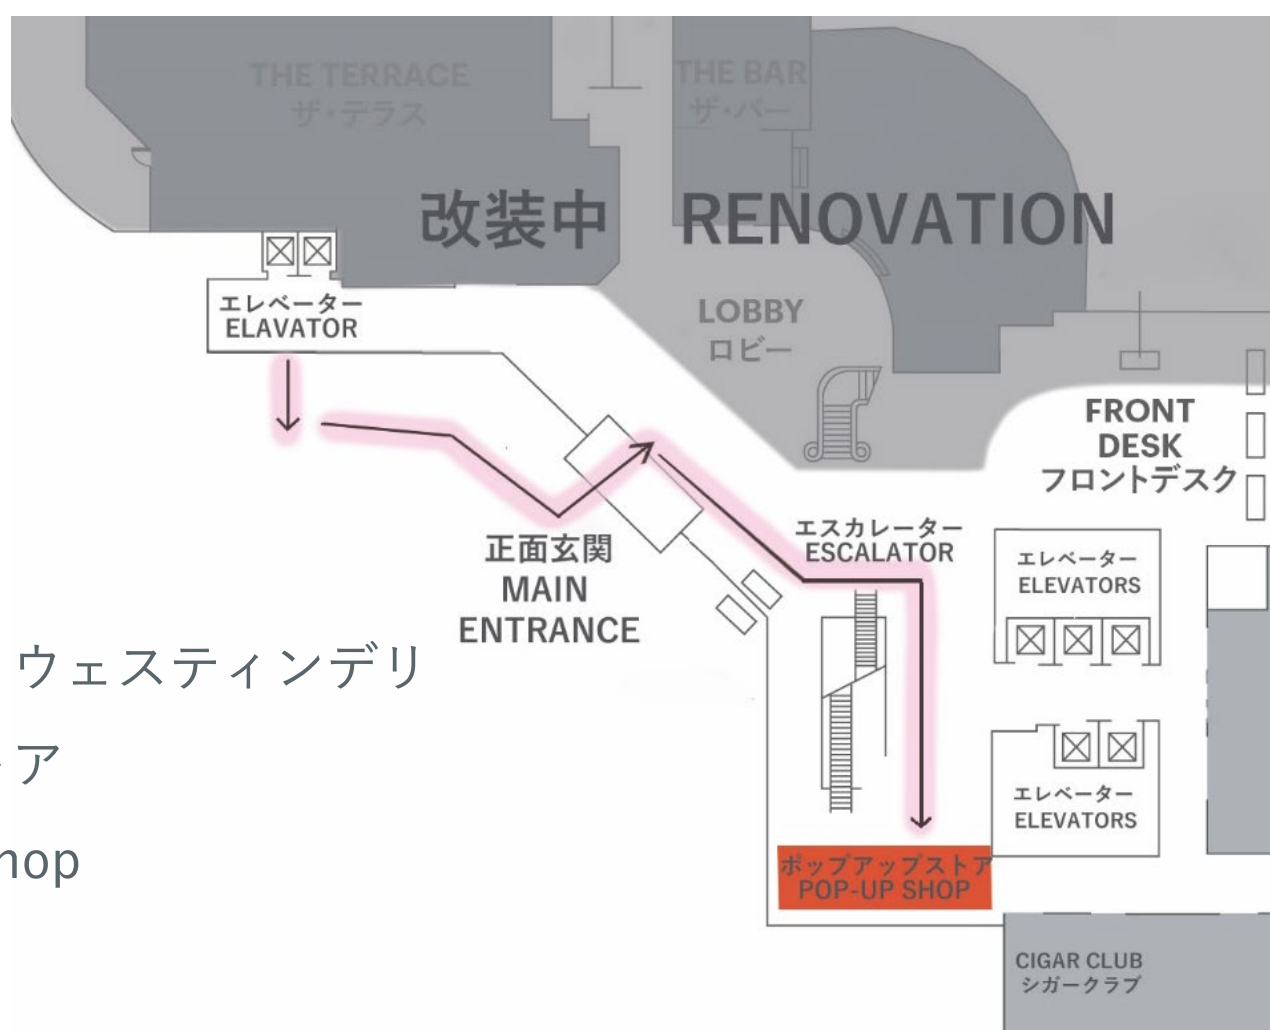 THE TERRACE
ザ・テラス
THE BAR
ザ・バー
改装中 RENOVATION
エレベーター
ELAVATOR
LOBBY
ロビー
FRONT
DESK
フロントデスク
正面玄関
MAIN
ENTRANCE
エスカレーター
ESCALATOR
エレベーター
ELEVATORS
ウェスティンデリ
ア
hop
エレベーター
ELEVATORS
ポップアップストア
POP-UP SHOP
CIGAR CLUB
シガークラブ